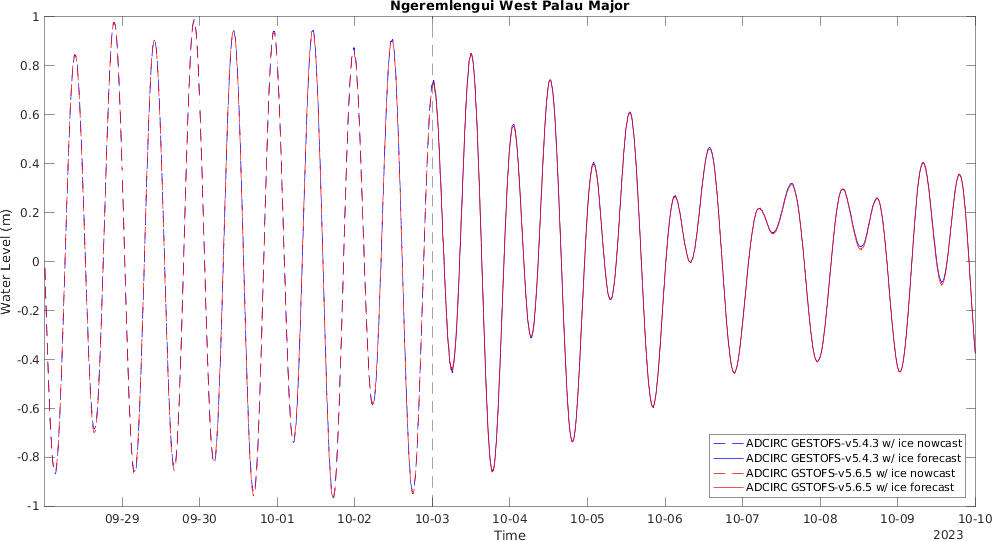 Ngeremlengui West Palau Major
1
0.8
0.6
0.4
0.2
0
-0.2
-0.4
-0.6
-0.8
-1
Water Level (m)
09-29 09-30 10-01 10-02 10-03 10-04 10-05 10-06 10-07 10-08 10-09 10-10
Time
2023
ADCIRC GESTOFS-v5.4.3 w/ ice nowcast
ADCIRC GESTOFS-v5.4.3 w/ ice forecast
ADCIRC GSTOFS-v5.6.5 w/ ice nowcast
ADCIRC GSTOFS-v5.6.5 w/ ice forecast